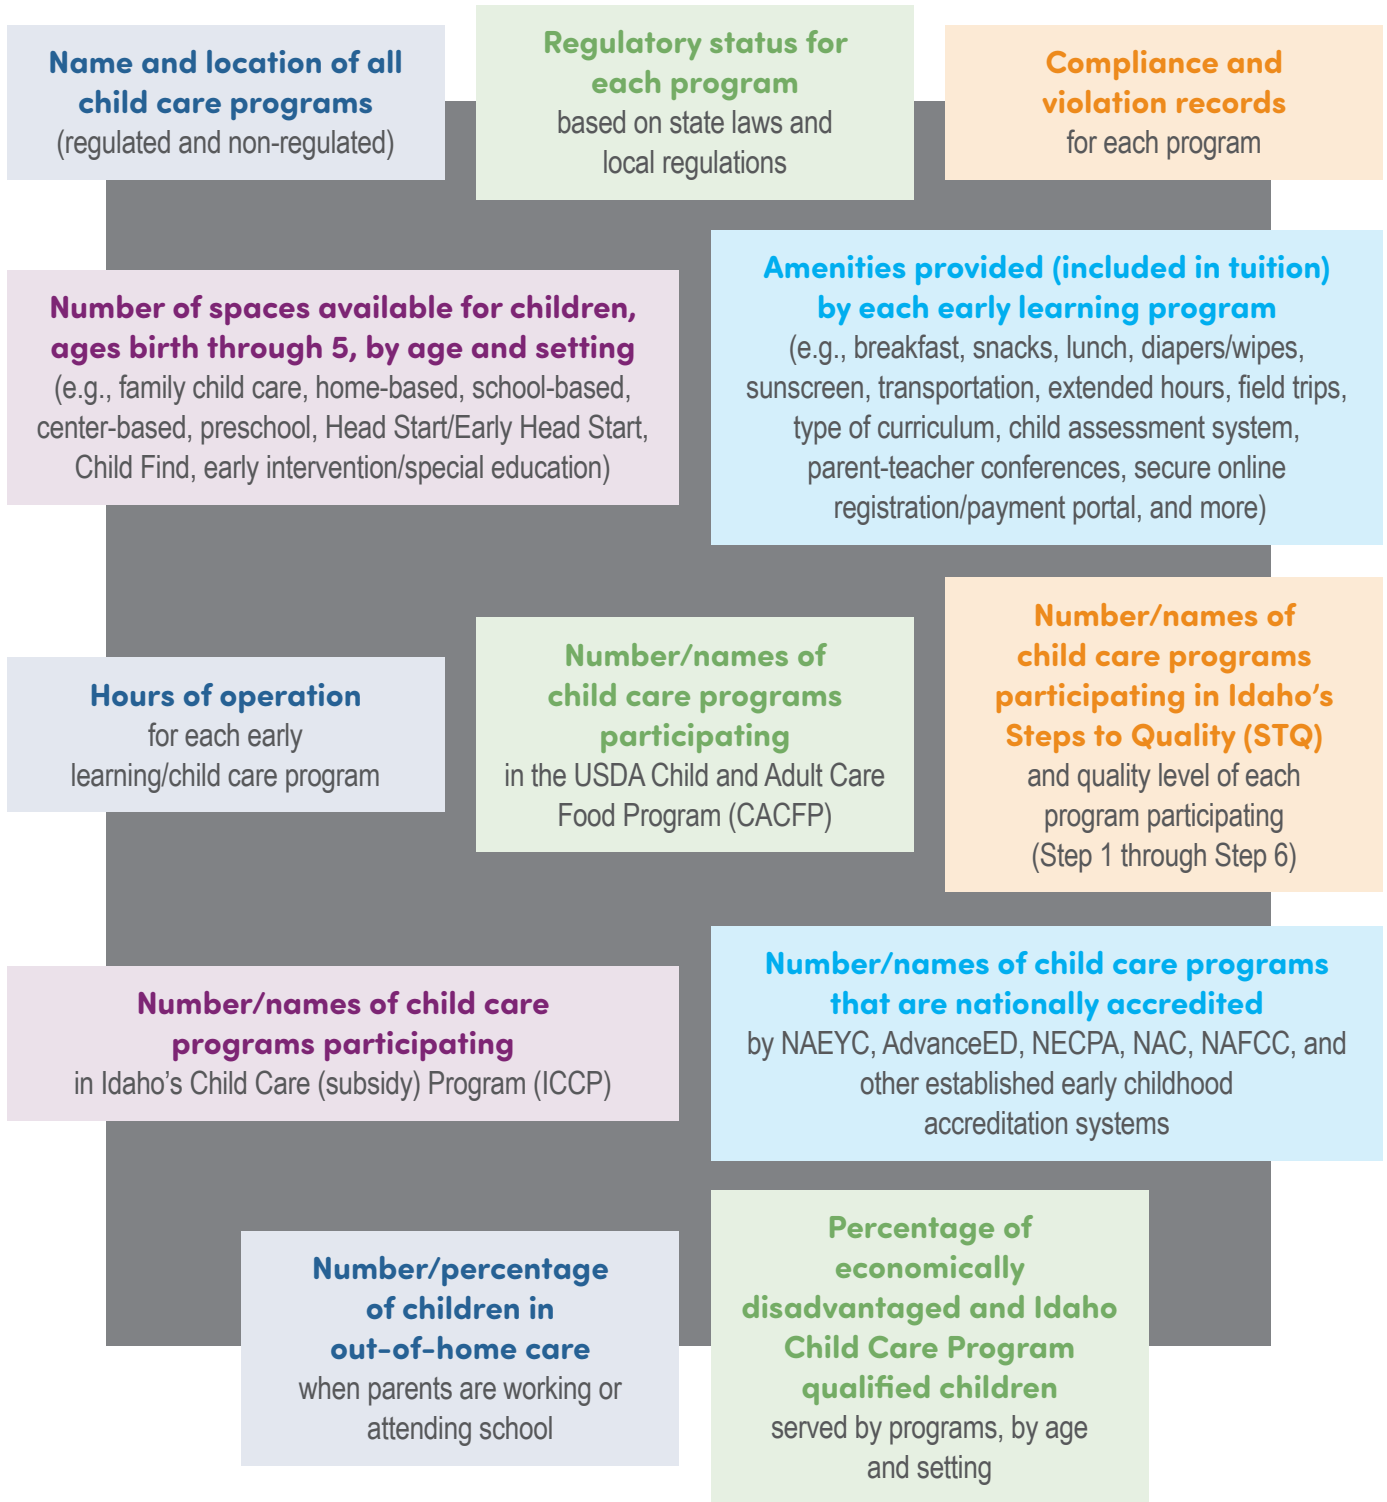 Name and location of all
child care programs
(regulated and non-regulated)
Regulatory status for
each program
based on state laws and
local regulations
Compliance and
violation records
for each program
Number of spaces available for children,
ages birth through 5, by age and setting
(e.g., family child care, home-based, school-based,
center-based, preschool, Head Start/Early Head Start,
Child Find, early intervention/special education)
Amenities provided (included in tuition)
by each early learning program
(e.g., breakfast, snacks, lunch, diapers/wipes,
sunscreen, transportation, extended hours, field trips,
type of curriculum, child assessment system,
parent-teacher conferences, secure online
registration/payment portal, and more)
Hours of operation
for each early
learning/child care program
Number/names of
child care programs
participating
in the USDA Child and Adult Care
Food Program (CACFP)
Number/names of
child care programs
participating in Idaho's
Steps to Quality (STQ)
and quality level of each
program participating
(Step 1 through Step 6)
Number/names of child care
programs participating
in Idaho's Child Care (subsidy) Program (ICCP)
Number/names of child care programs
that are nationally accredited
by NAEYC, AdvanceED, NECPA, NAC, NAFCC, and
other established early childhood
accreditation systems
Number/percentage
of children in
out-of-home care
when parents are working or
attending school
Percentage of
economically
disadvantaged and Idaho
Child Care Program
qualified children
served by programs, by age
and setting